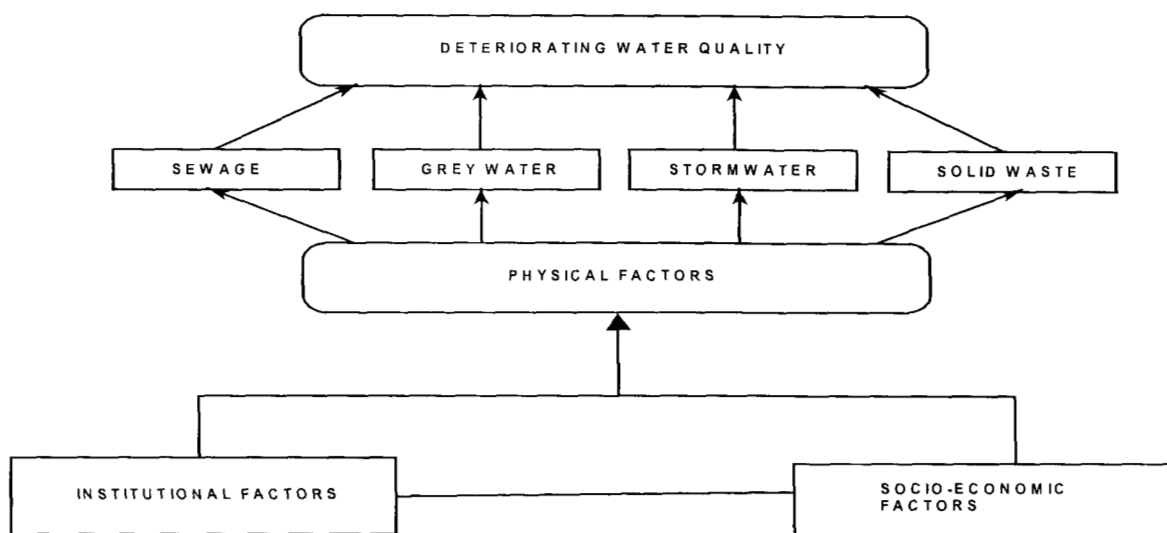 DETERIORATING WATER QUALITY
SEWAGE
GREY WATER
STORMWATER
SOLID WASTE
PHYSICAL FACTORS
INSTITUTIONAL FACTORS
SOCIO-ECONOMIC
FACTORS